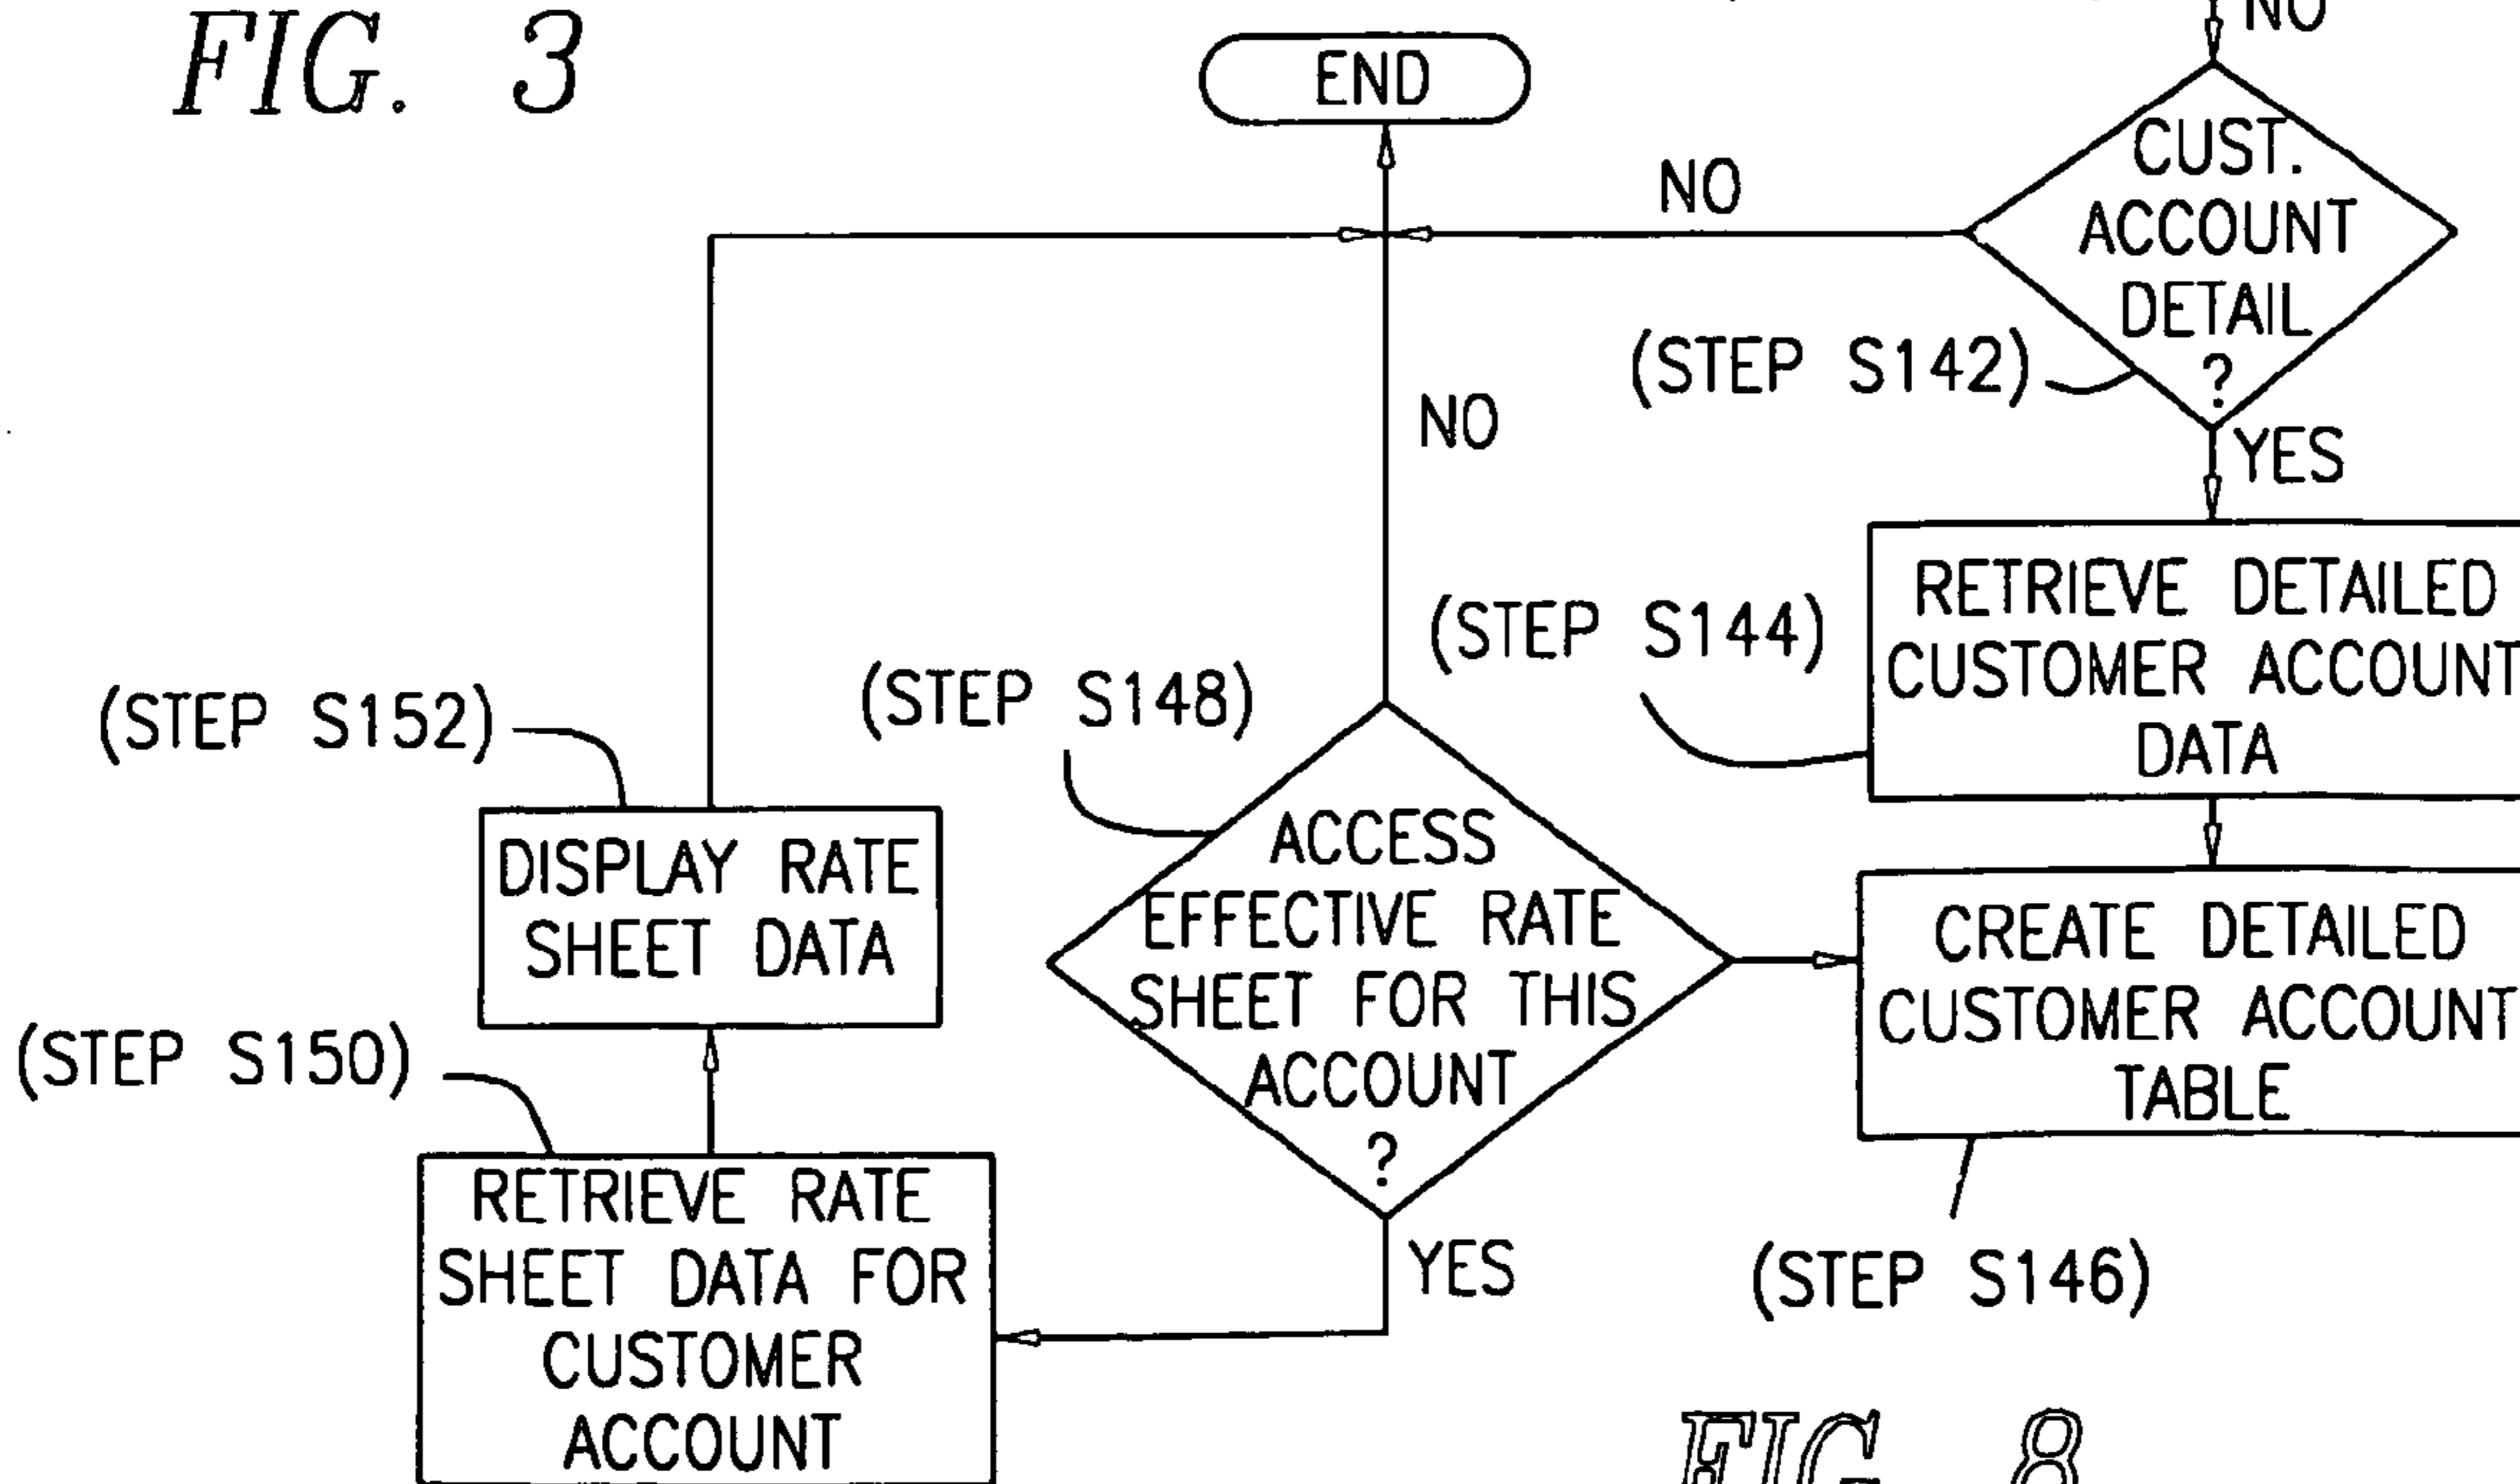 FIG. 3
NO
END
CUST.
ACCOUNT
DETAIL
?
NO
(STEP S142)
YES
NO
RETRIEVE DETAILED
CUSTOMER ACCOUNT
DATA
(STEP S144)
(STEP S148)
(STEP S152)
DISPLAY RATE
SHEET DATA
ACCESS
EFFECTIVE RATE
SHEET FOR THIS
ACCOUNT
?
CREATE DETAILED
CUSTOMER ACCOUNT
TABLE
(STEP S150)
RETRIEVE RATE
SHEET DATA FOR
CUSTOMER
ACCOUNT
YES
(STEP S146)
FIG. 8